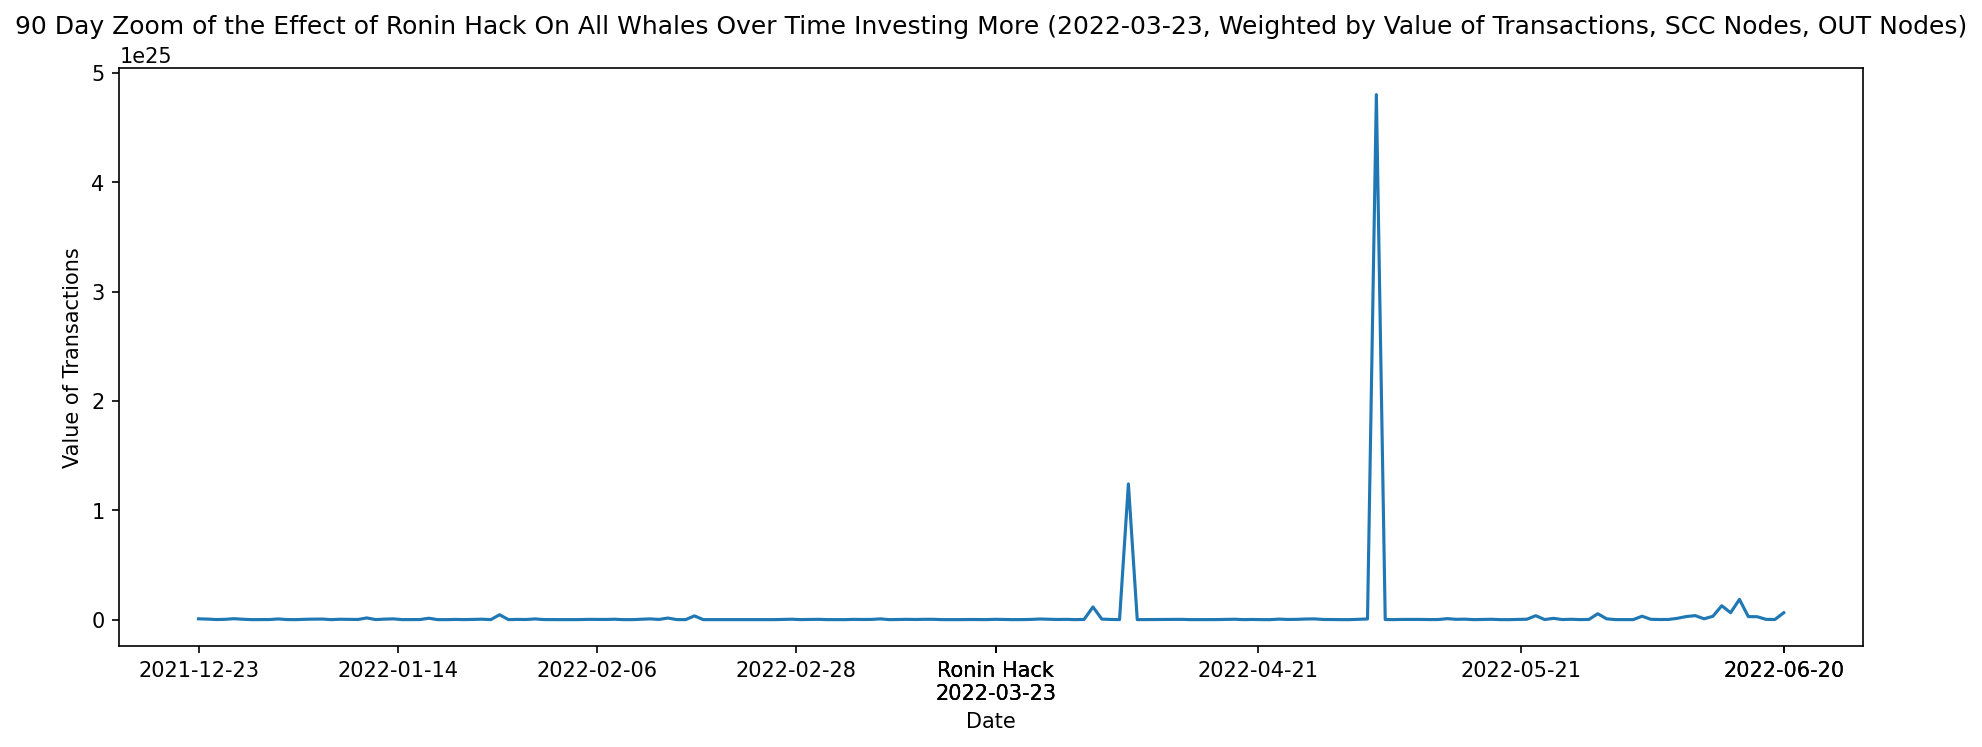 90 Day Zoom of the Effect of Ronin Hack On All Whales Over Time Investing More (2022-03-23, Weighted by Value of Transactions, SCC Nodes, OUT Nodes)
1e25
5
4
3
2
1
0
Value of Transactions
2021-12-23 2022-01-14 2022-02-06 2022-02-28 Ronin Hack 2022-04-21 2022-05-21 2022-06-20
2022-03-23
Date